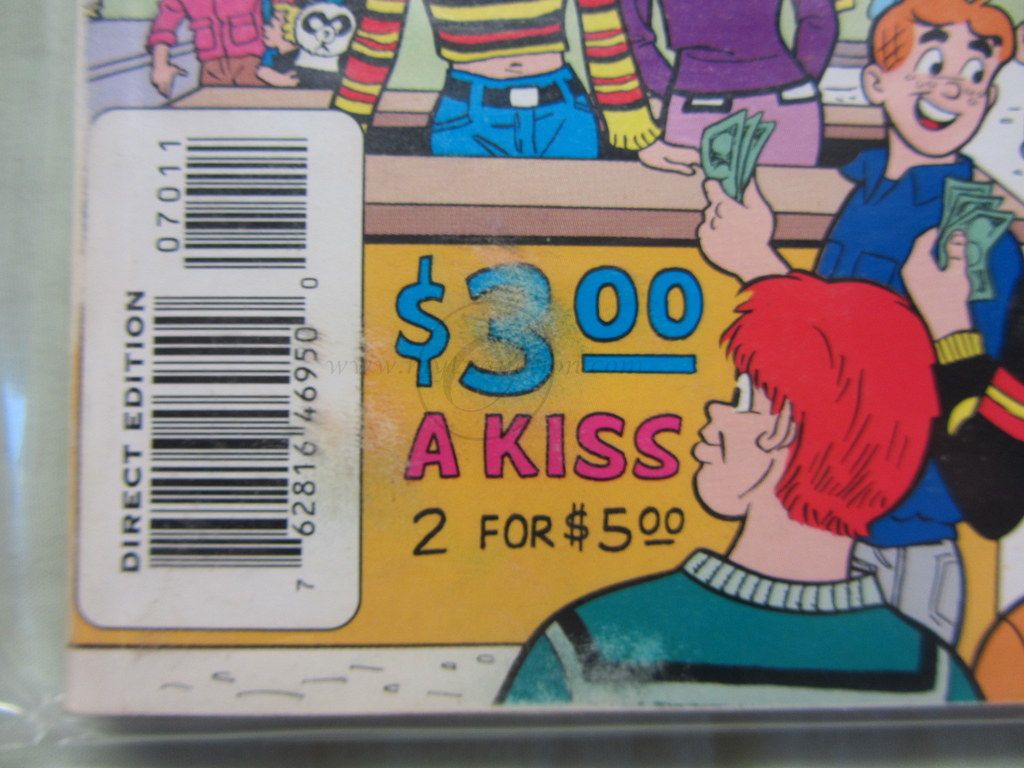 07011
DIRECT EDITION
7 62816 46950 0
$3.00
A KISS
2 FOR $5.00